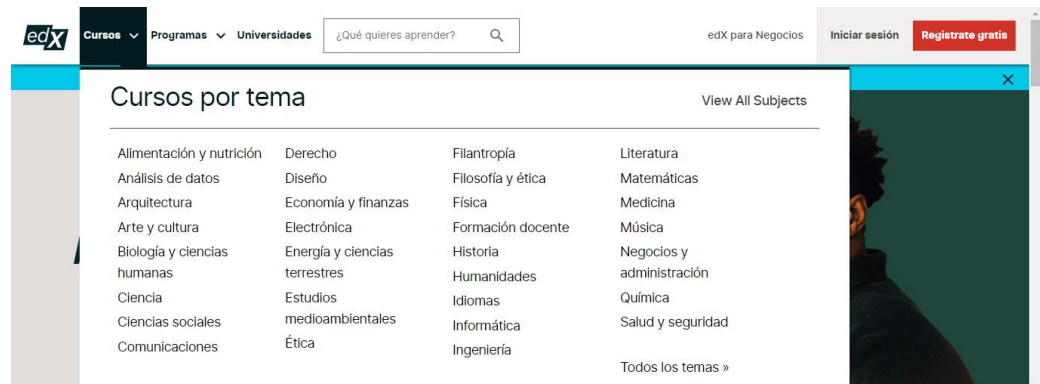 edX Cursos Programas Universidades ¿Qué quieres aprender? edX para Negocios Iniciar sesión Registrate gratis
Cursos por tema
View All Subjects
Alimentación y nutrición
Análisis de datos
Arquitectura
Arte y cultura
Biología y ciencias
humanas
Ciencia
Ciencias sociales
Comunicaciones
Derecho
Diseño
Economía y finanzas
Electrónica
Energía y ciencias
terrestres
Estudios
medioambientales
Ética
Filantropía
Filosofía y ética
Física
Formación docente
Historia
Humanidades
Idiomas
Informática
Ingeniería
Literatura
Matemáticas
Medicina
Música
Negocios y
administración
Química
Salud y seguridad
Todos los temas »